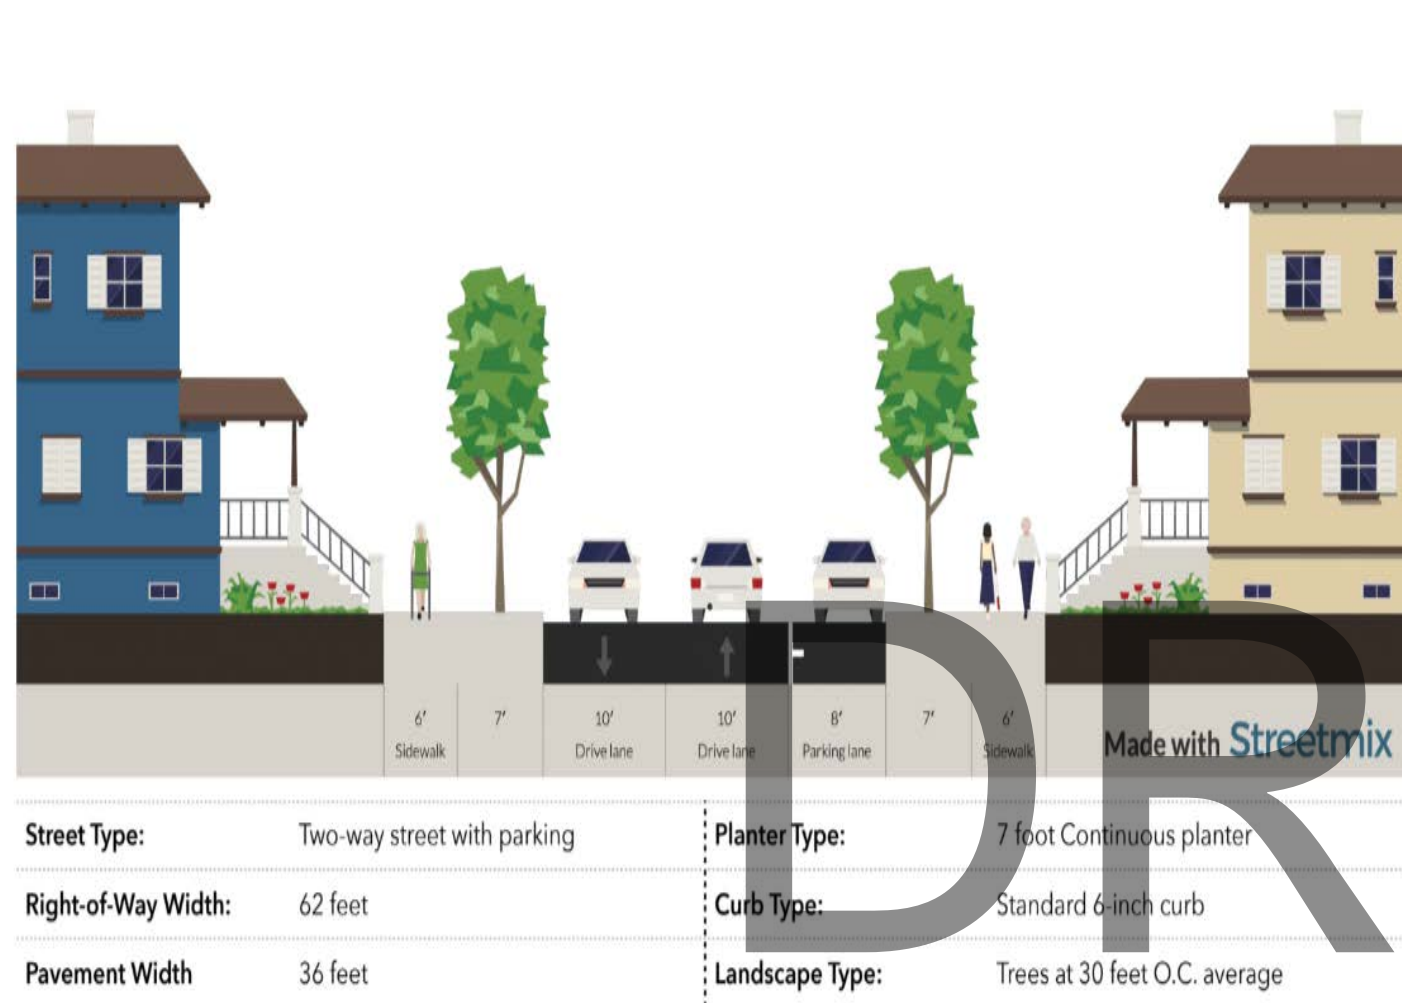 6' 7' 10' 10' 8' 7' 6'
Sidewalk Drive lane Drive lane Parking lane Sidewalk
Made with Streetmix
Street Type: Two-way street with parking
Planter Type: 7 foot Continuous planter
Right-of-Way Width: 62 feet
Curb Type: Standard 6-inch curb
Pavement Width 36 feet
Landscape Type: Trees at 30 feet O.C. average
DR